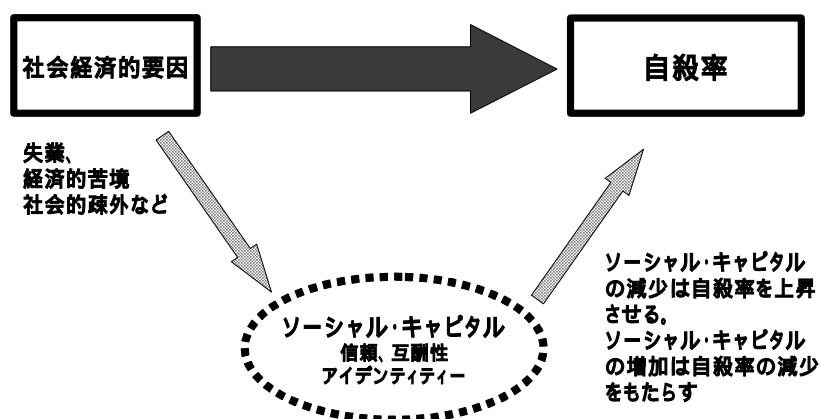 社会経済的要因
自殺率
失業、
経済的苦境
社会的疎外など
ソーシャル・キャピタル
信頼、互酬性
アイデンティティー
ソーシャル・キャピタル
の減少は自殺率を上昇
させる。
ソーシャル・キャピタル
の増加は自殺率の減少
をもたらす